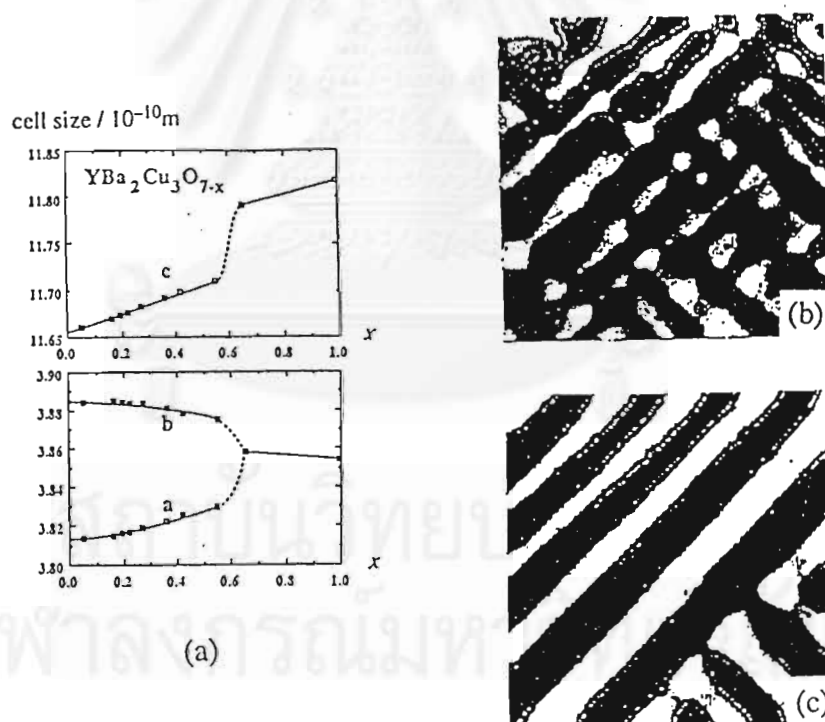 cell size / 10⁻¹⁰m
11.85
YBa₂Cu₃O₇₋ₓ
11.80
11.75
c
11.70
11.65
0.0 0.2 0.4 0.6 0.8 1.0 x
3.90
3.88
b
3.86
3.84
a
3.82
3.80
0.0 0.2 0.4 0.6 0.8 1.0 x
(a)
(b)
(c)